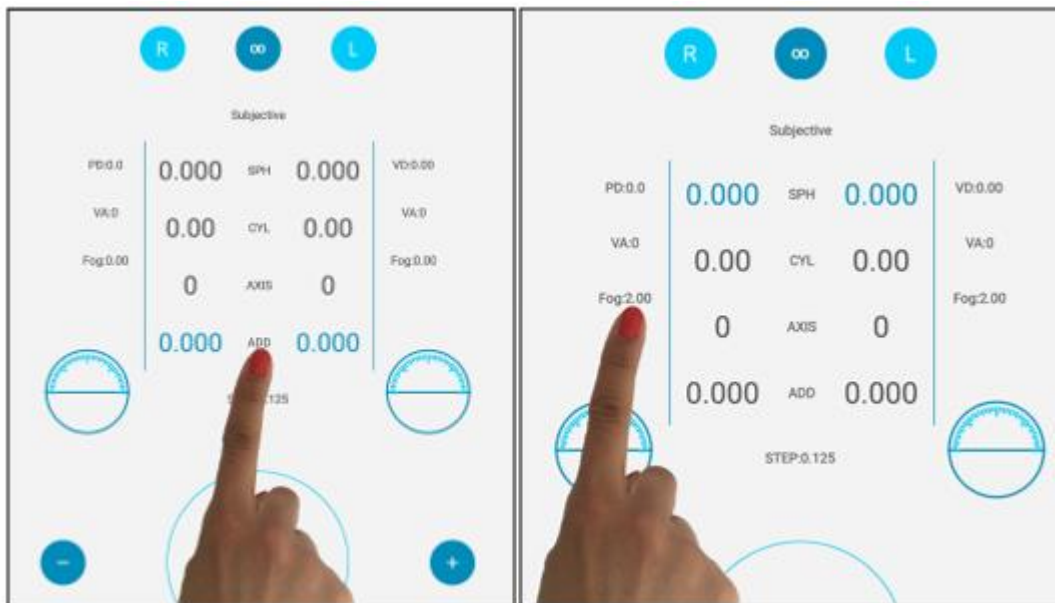 R ∞ L
Subjective
PD:0.0 0.000 SPH 0.000 VD:0.00
VA:0 0.00 CYL 0.00 VA:0
Fog:0.00 0 AXIS 0 Fog:0.00
0.000 ADD 0.000
.125
− +
R ∞ L
Subjective
PD:0.0 0.000 SPH 0.000 VD:0.00
VA:0 0.00 CYL 0.00 VA:0
Fog:2.00 0 AXIS 0 Fog:2.00
0.000 ADD 0.000
STEP:0.125